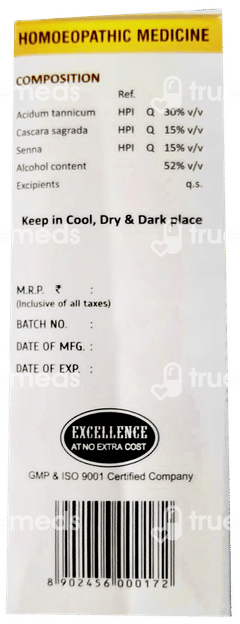 HOMOEOPATHIC MEDICINE
COMPOSITION
Ref.
Acidum tannicum HPI Q 30% v/v
Cascara sagrada HPI Q 15% v/v
Senna HPI Q 15% v/v
Alcohol content 52% v/v
Excipients q.s.
Keep in Cool, Dry & Dark place
M.R.P. ₹ :
(Inclusive of all taxes)
BATCH NO. :
DATE OF MFG. :
DATE OF EXP. :
EXCELLENCE
AT NO EXTRA COST
GMP & ISO 9001 Certified Company
8 902456 000172